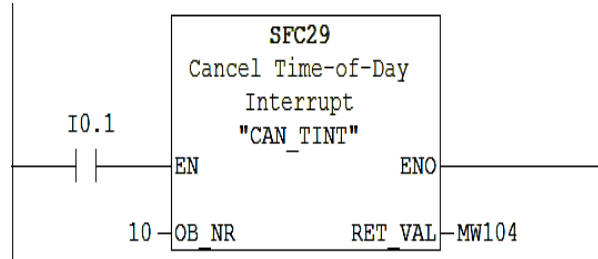 SFC29
Cancel Time-of-Day
Interrupt
"CAN_TINT"
I0.1
EN ENO
10 OB_NR RET_VAL MW104